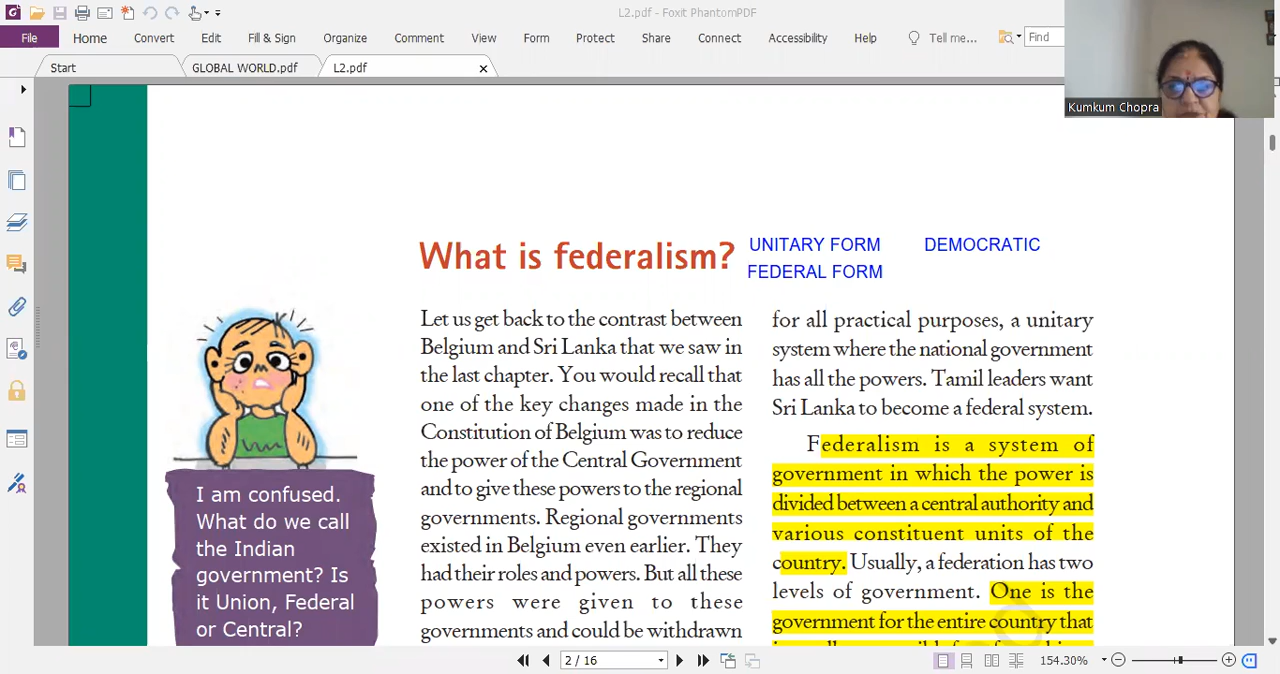 L2.pdf - Foxit PhantomPDF
File Home Convert Edit Fill & Sign Organize Comment View Form Protect Share Connect Accessibility Help Tell me... Find
Start GLOBAL WORLD.pdf L2.pdf
Kumkum Chopra
What is federalism?
UNITARY FORM DEMOCRATIC
FEDERAL FORM
Let us get back to the contrast between
Belgium and Sri Lanka that we saw in
the last chapter. You would recall that
one of the key changes made in the
Constitution of Belgium was to reduce
the power of the Central Government
and to give these powers to the regional
governments. Regional governments
existed in Belgium even earlier. They
had their roles and powers. But all these
powers were given to these
governments and could be withdrawn
for all practical purposes, a unitary
system where the national government
has all the powers. Tamil leaders want
Sri Lanka to become a federal system.
Federalism is a system of
government in which the power is
divided between a central authority and
various constituent units of the
country. Usually, a federation has two
levels of government. One is the
government for the entire country that
I am confused.
What do we call
the Indian
government? Is
it Union, Federal
or Central?
2 / 16
154.30%